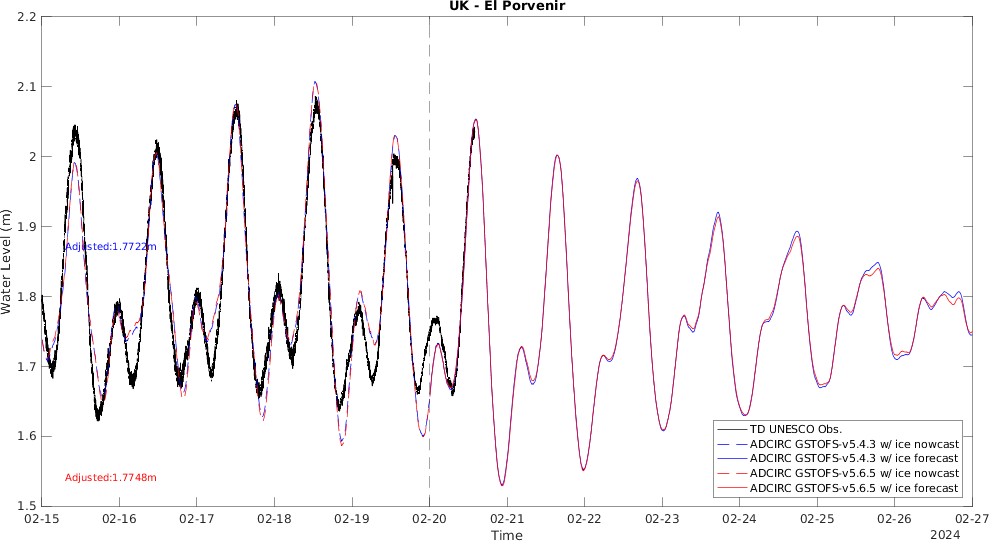 UK - El Porvenir
2.2
2.1
2
1.9
1.8
1.7
1.6
1.5
Water Level (m)
Adjusted:1.7722m
Adjusted:1.7748m
TD UNESCO Obs.
ADCIRC GSTOFS-v5.4.3 w/ ice nowcast
ADCIRC GSTOFS-v5.4.3 w/ ice forecast
ADCIRC GSTOFS-v5.6.5 w/ ice nowcast
ADCIRC GSTOFS-v5.6.5 w/ ice forecast
02-15 02-16 02-17 02-18 02-19 02-20 02-21 02-22 02-23 02-24 02-25 02-26 02-27
Time
2024